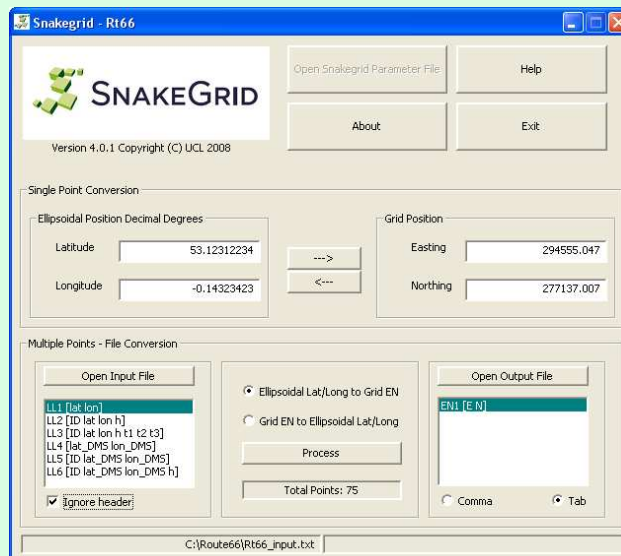 Snakegrid - Rt66
SNAKEGRID
Version 4.0.1 Copyright (C) UCL 2008
Open Snakegrid Parameter File
Help
About
Exit
Single Point Conversion
Ellipsoidal Position Decimal Degrees
Latitude 53.12312234
Longitude -0.14323423
--->
<---
Grid Position
Easting 294555.047
Northing 277137.007
Multiple Points - File Conversion
Open Input File
LL1 [lat lon]
LL2 [ID lat lon h]
LL3 [ID lat lon h t1 t2 t3]
LL4 [lat_DMS lon_DMS]
LL5 [ID lat_DMS lon_DMS]
LL6 [ID lat_DMS lon_DMS h]
Ignore header
Ellipsoidal Lat/Long to Grid EN
Grid EN to Ellipsoidal Lat/Long
Process
Total Points: 75
Open Output File
EN1 [E N]
Comma
Tab
C:\Route66\Rt66_input.txt